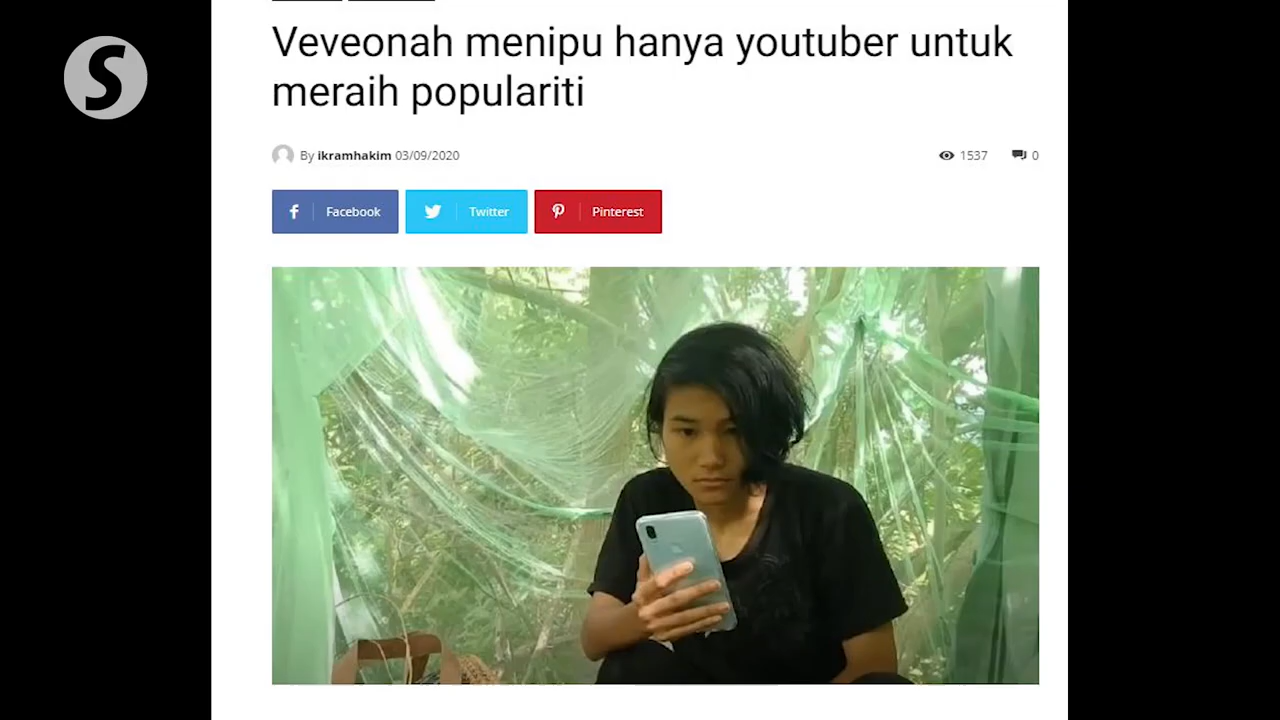 S
Veveonah menipu hanya youtuber untuk
meraih populariti
By ikramhakim 03/09/2020
1537
0
Facebook
Twitter
Pinterest